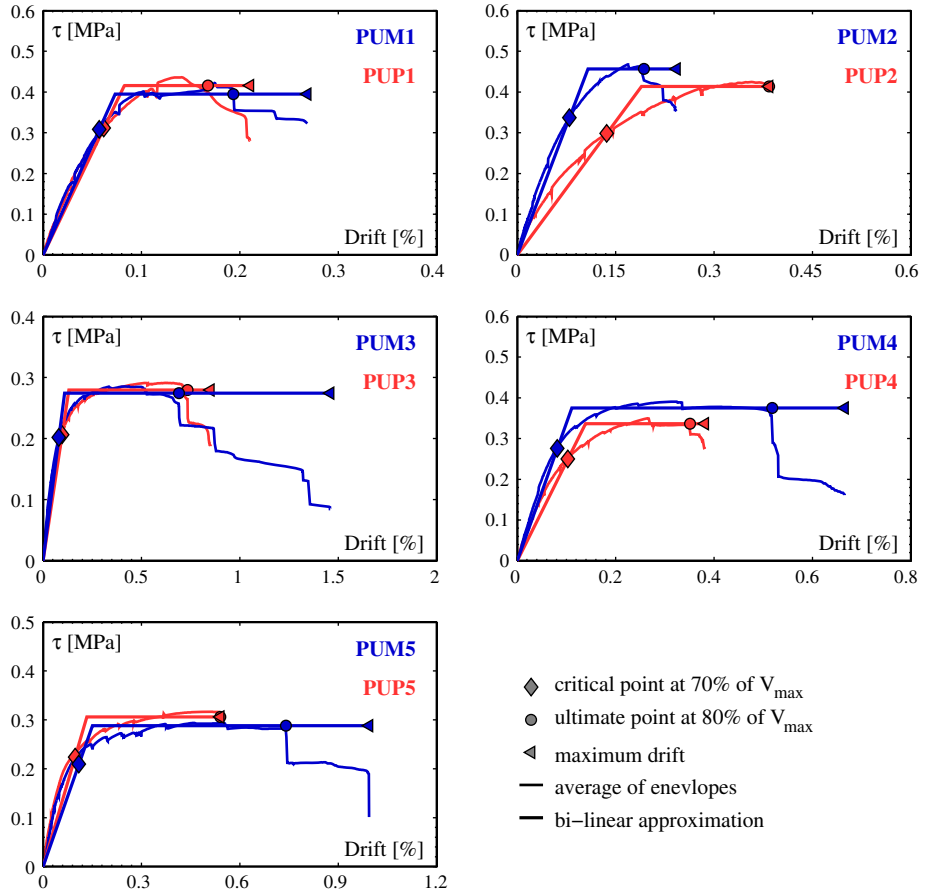 0.6
τ [MPa]
PUM1
PUP1
0.5
0.4
0.3
0.2
0.1
0
Drift [%]
0 0.1 0.2 0.3 0.4
0.6
τ [MPa]
PUM2
PUP2
0.5
0.4
0.3
0.2
0.1
0
Drift [%]
0 0.15 0.3 0.45 0.6
0.4
τ [MPa]
PUM3
PUP3
0.3
0.2
0.1
0
Drift [%]
0 0.5 1 1.5 2
0.6
τ [MPa]
PUM4
PUP4
0.5
0.4
0.3
0.2
0.1
0
Drift [%]
0 0.2 0.4 0.6 0.8
0.5
τ [MPa]
PUM5
PUP5
0.4
0.3
0.2
0.1
0
Drift [%]
0 0.3 0.6 0.9 1.2
critical point at 70% of Vmax
ultimate point at 80% of Vmax
maximum drift
average of enevlopes
bi−linear approximation